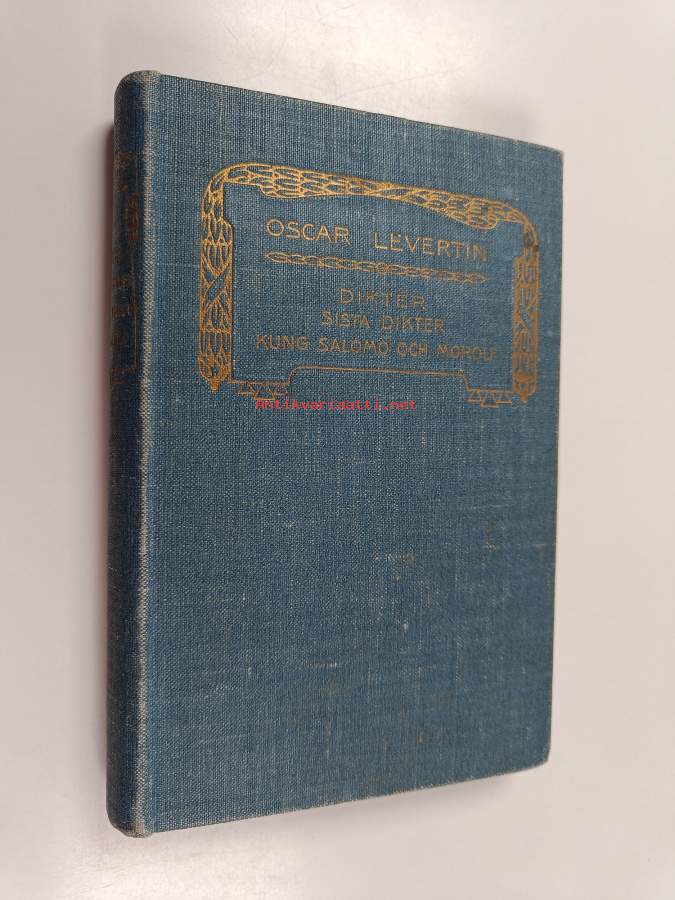 OSCAR LEVERTIN
DIKTER
SISTA DIKTER
KUNG SALOMO OCH MOROLF
Antikvariaatti.net